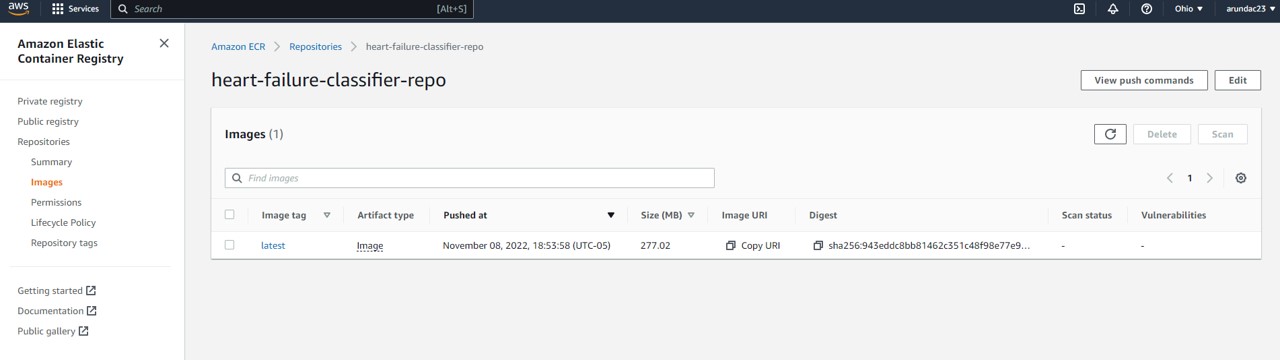 aws Services Search [Alt+S] Ohio ▼ arundac23 ▼
Amazon Elastic
Container Registry
Private registry
Public registry
Repositories
Summary
Images
Permissions
Lifecycle Policy
Repository tags
Getting started
Documentation
Public gallery
Amazon ECR > Repositories > heart-failure-classifier-repo
heart-failure-classifier-repo
View push commands Edit
Images (1)
Delete Scan
Find images
1
Image tag Artifact type Pushed at Size (MB) Image URI Digest Scan status Vulnerabilities
latest Image November 08, 2022, 18:53:58 (UTC-05) 277.02 Copy URI sha256:943eddc8bb81462c351c48f98e77e9... - -